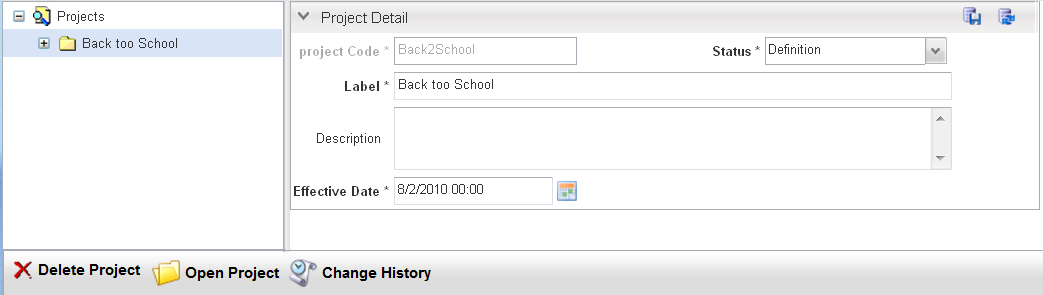 Projects
Back too School
Project Detail
project Code * Back2School Status * Definition
Label * Back too School
Description
Effective Date * 8/2/2010 00:00
Delete Project Open Project Change History